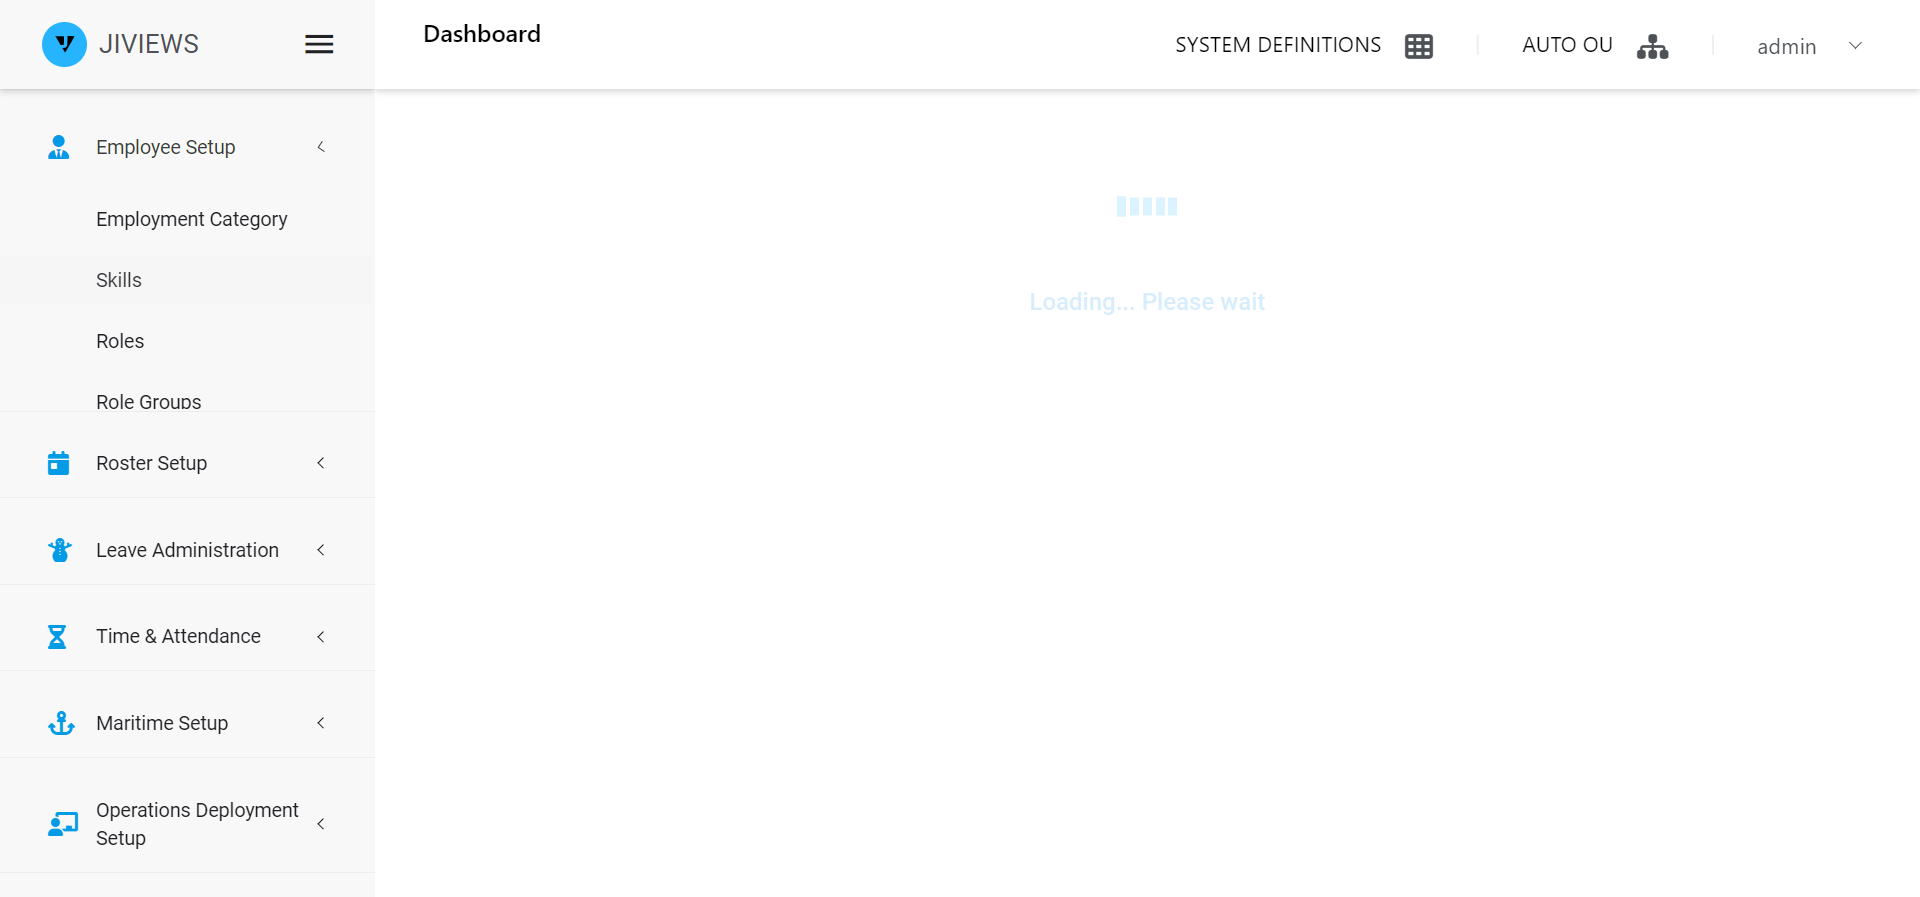 JIVIEWS
Dashboard
SYSTEM DEFINITIONS
AUTO OU
admin
Employee Setup
Employment Category
Skills
Roles
Role Groups
Roster Setup
Leave Administration
Time & Attendance
Maritime Setup
Operations Deployment
Setup
Loading... Please wait